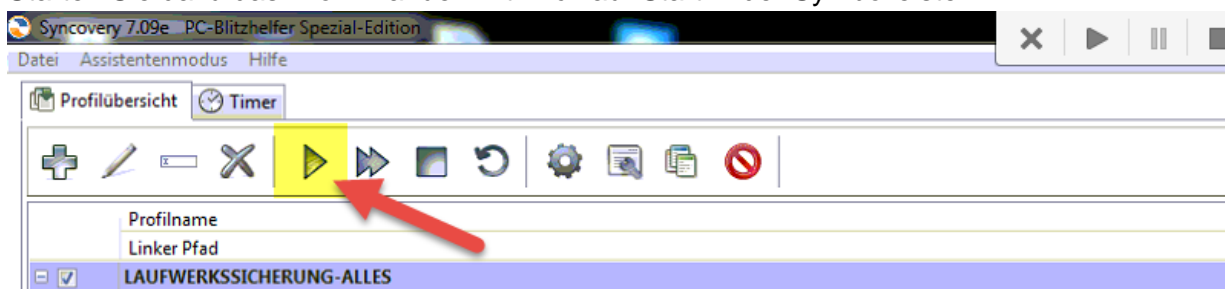 Syncovery 7.09e PC-Blitzhelfer Spezial-Edition
Datei Assistentenmodus Hilfe
Profilübersicht Timer
Profilname
Linker Pfad
LAUFWERKSSICHERUNG-ALLES